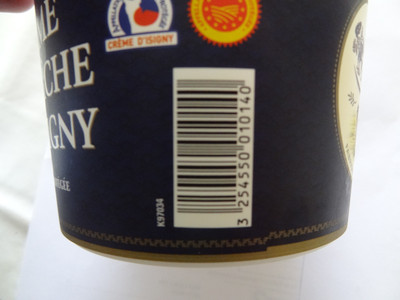 ME
CHE
GNY
CRÈME D'ISIGNY
3 254550 010140
K97034